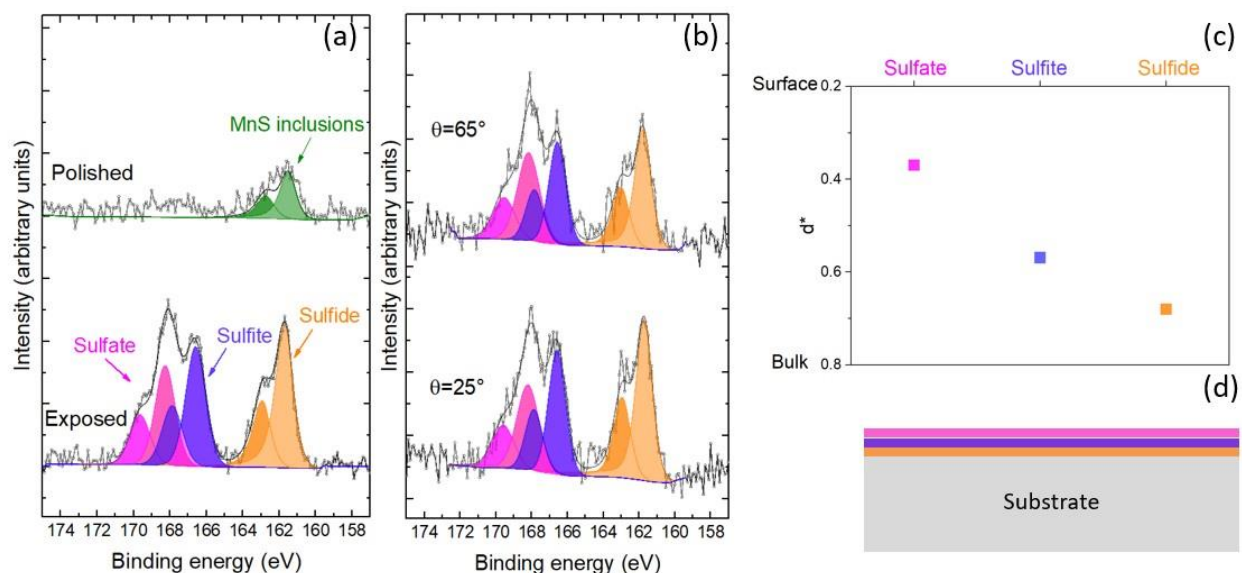 (a)
MnS inclusions
Polished
Sulfate
Sulfite
Sulfide
Exposed
Intensity (arbitrary units)
174 172 170 168 166 164 162 160 158
Binding energy (eV)
(b)
θ=65°
θ=25°
Intensity (arbitrary units)
174 172 170 168 166 164 162 160 158
Binding energy (eV)
(c)
Sulfate Sulfite Sulfide
Surface 0.2
0.4
d*
0.6
Bulk 0.8
(d)
Substrate